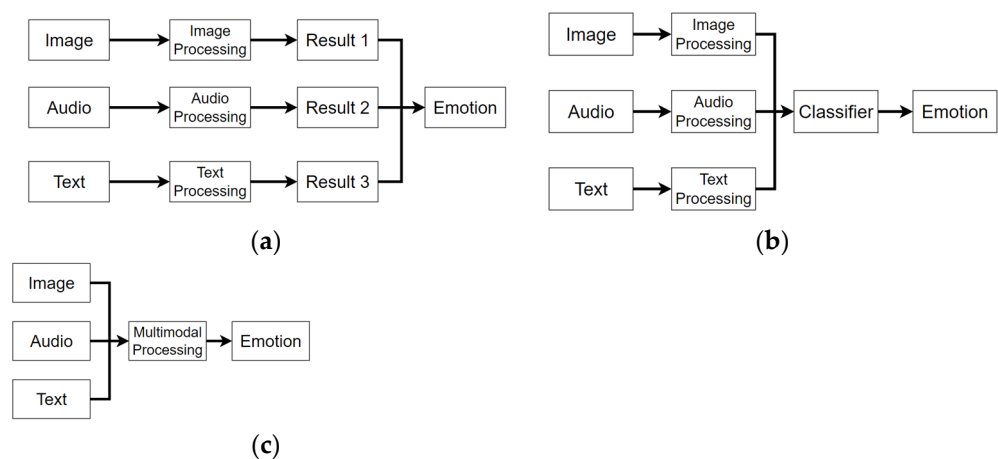 Image
Image
Processing
Result 1
Audio
Audio
Processing
Result 2
Emotion
Text
Text
Processing
Result 3
(a)
Image
Image
Processing
Audio
Audio
Processing
Classifier
Emotion
Text
Text
Processing
(b)
Image
Audio
Multimodal
Processing
Emotion
Text
(c)